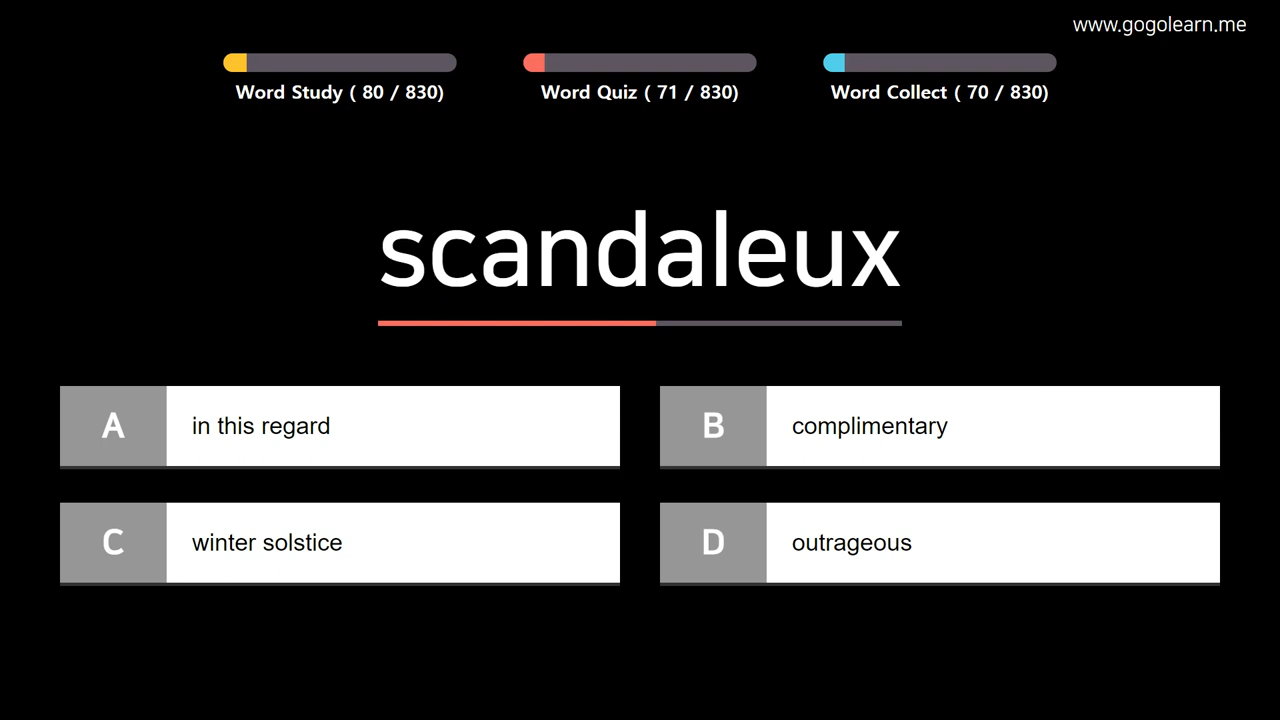 www.gogolearn.me
Word Study ( 80 / 830)
Word Quiz ( 71 / 830)
Word Collect ( 70 / 830)
scandaleux
A in this regard
B complimentary
C winter solstice
D outrageous